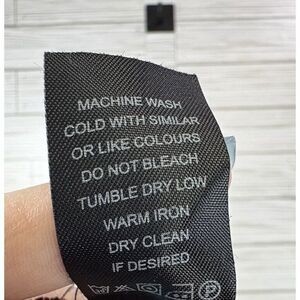 MACHINE WASH
COLD WITH SIMILAR
OR LIKE COLOURS
DO NOT BLEACH
TUMBLE DRY LOW
WARM IRON
DRY CLEAN
IF DESIRED
P